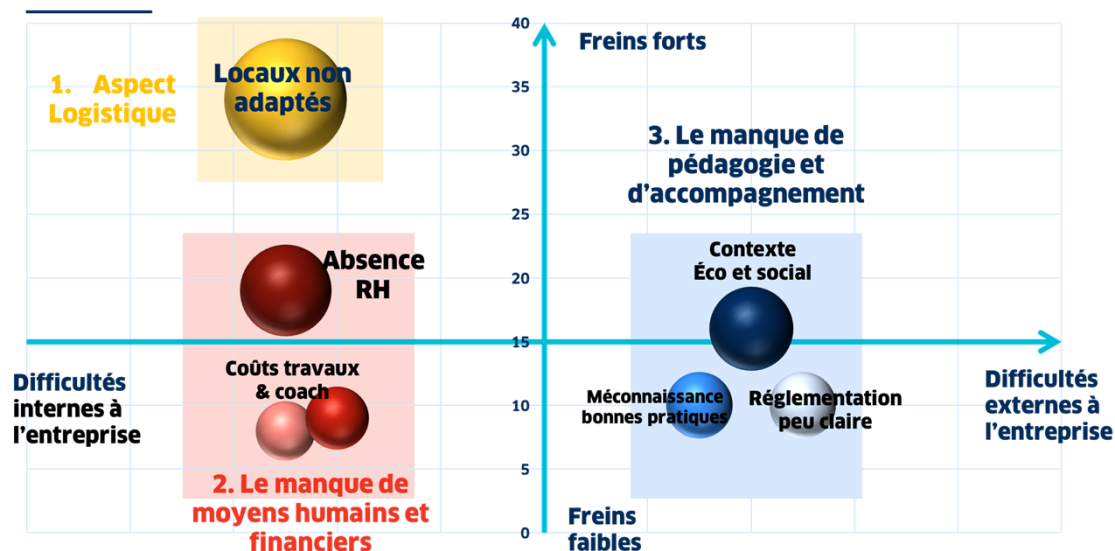 40
35
30
25
20
15
10
5
0
Freins forts
1. Aspect
Logistique
Locaux non
adaptés
3. Le manque de
pédagogie et
d’accompagnement
Absence
RH
Contexte
Éco et social
Coûts travaux
& coach
Méconnaissance
bonnes pratiques
Réglementation
peu claire
Difficultés
internes à
l’entreprise
Difficultés
externes à
l’entreprise
2. Le manque de
moyens humains et
financiers
Freins
faibles